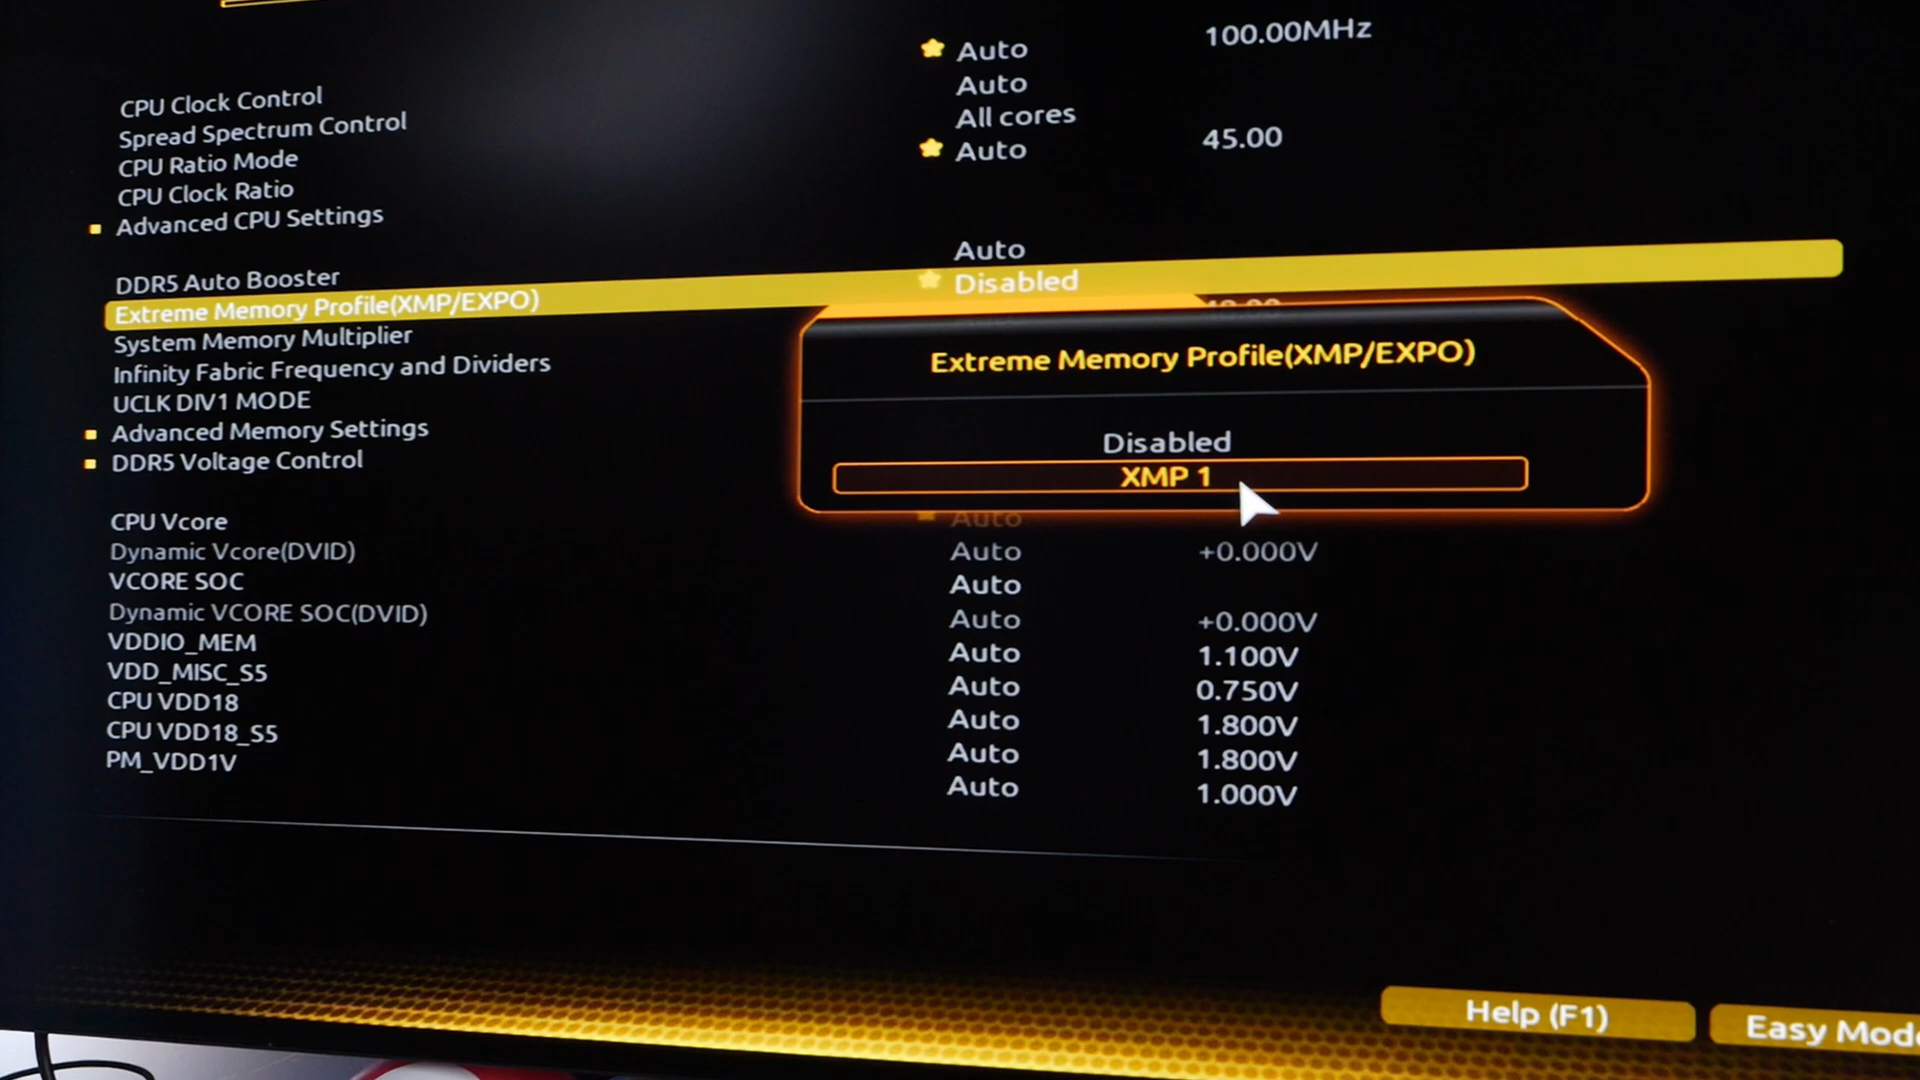 CPU Clock Control Auto 100.00MHz
Spread Spectrum Control Auto
CPU Ratio Mode All cores
CPU Clock Ratio Auto 45.00
Advanced CPU Settings
DDR5 Auto Booster Auto
Extreme Memory Profile(XMP/EXPO) Disabled
System Memory Multiplier 48.00
Infinity Fabric Frequency and Dividers
UCLK DIV1 MODE
Advanced Memory Settings
DDR5 Voltage Control
Extreme Memory Profile(XMP/EXPO)
Disabled
XMP 1
CPU Vcore Auto
Dynamic Vcore(DVID) Auto +0.000V
VCORE SOC Auto
Dynamic VCORE SOC(DVID) Auto +0.000V
VDDIO_MEM Auto 1.100V
VDD_MISC_S5 Auto 0.750V
CPU VDD18 Auto 1.800V
CPU VDD18_S5 Auto 1.800V
PM_VDD1V Auto 1.000V
Help (F1)
Easy Mode